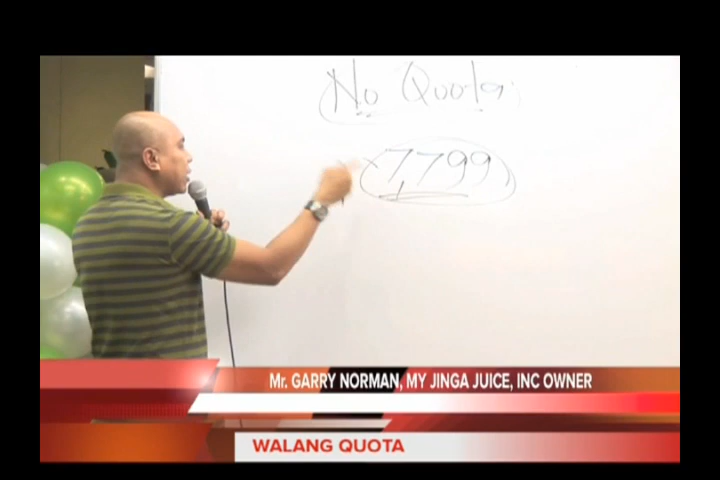 No Quota
7,799
Mr. GARRY NORMAN, MY JINGA JUICE, INC OWNER
WALANG QUOTA